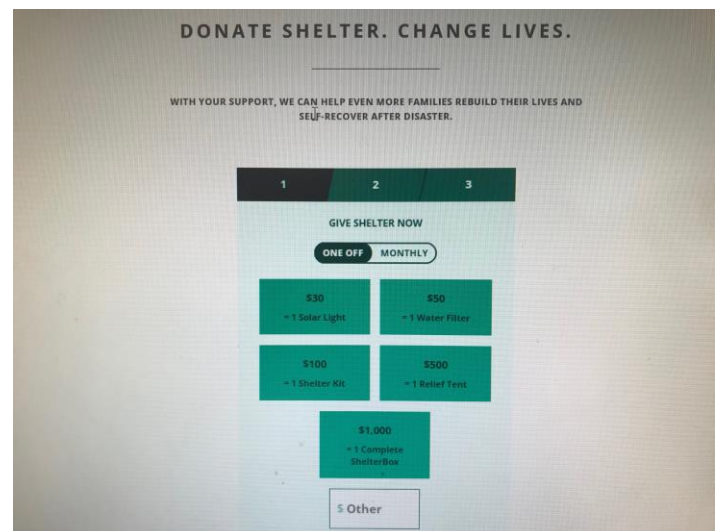 DONATE SHELTER. CHANGE LIVES.
WITH YOUR SUPPORT, WE CAN HELP EVEN MORE FAMILIES REBUILD THEIR LIVES AND
SELF-RECOVER AFTER DISASTER.
1 2 3
GIVE SHELTER NOW
ONE OFF MONTHLY
$30
= 1 Solar Light
$50
= 1 Water Filter
$100
= 1 Shelter Kit
$500
= 1 Relief Tent
$1,000
= 1 Complete
ShelterBox
$ Other